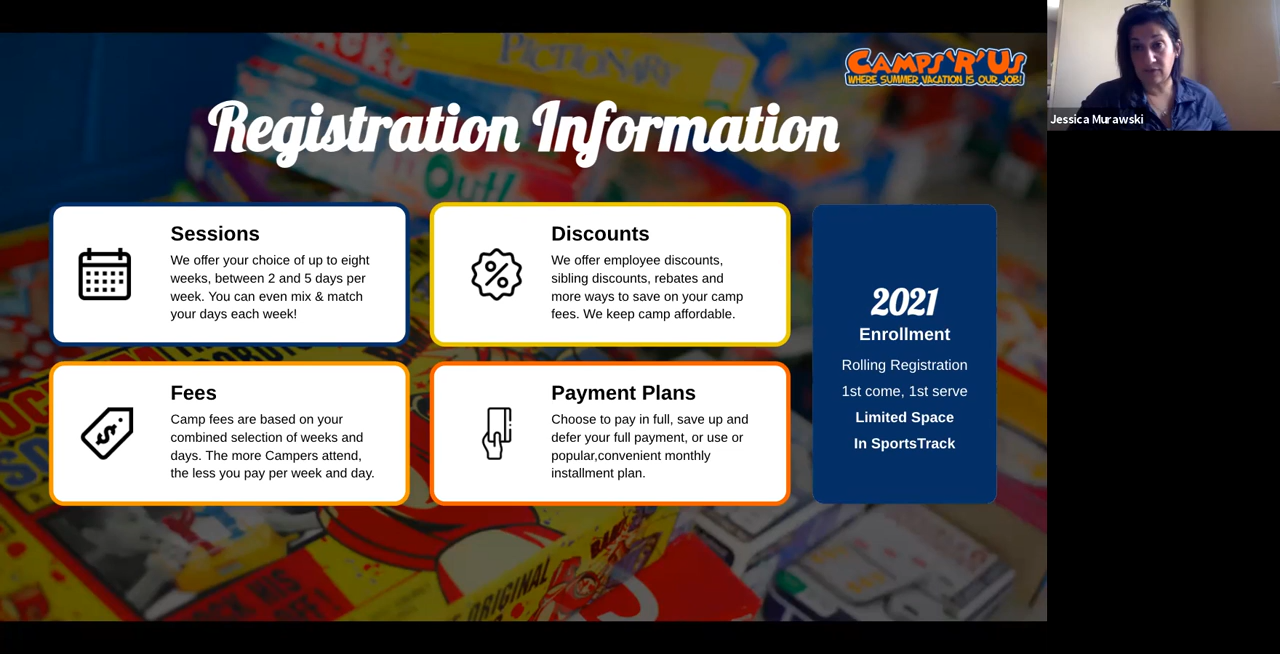 PICTIONARY
CAMPS 'R' US
WHERE SUMMER VACATION IS OUR JOB!
Jessica Murawski
Registration Information
Out!
Sessions
We offer your choice of up to eight
weeks, between 2 and 5 days per
week. You can even mix & match
your days each week!
Discounts
We offer employee discounts,
sibling discounts, rebates and
more ways to save on your camp
fees. We keep camp affordable.
2021
Enrollment
Rolling Registration
1st come, 1st serve
Limited Space
In SportsTrack
Fees
Camp fees are based on your
combined selection of weeks and
days. The more Campers attend,
the less you pay per week and day.
Payment Plans
Choose to pay in full, save up and
defer your full payment, or use or
popular,convenient monthly
installment plan.
ORIGINAL